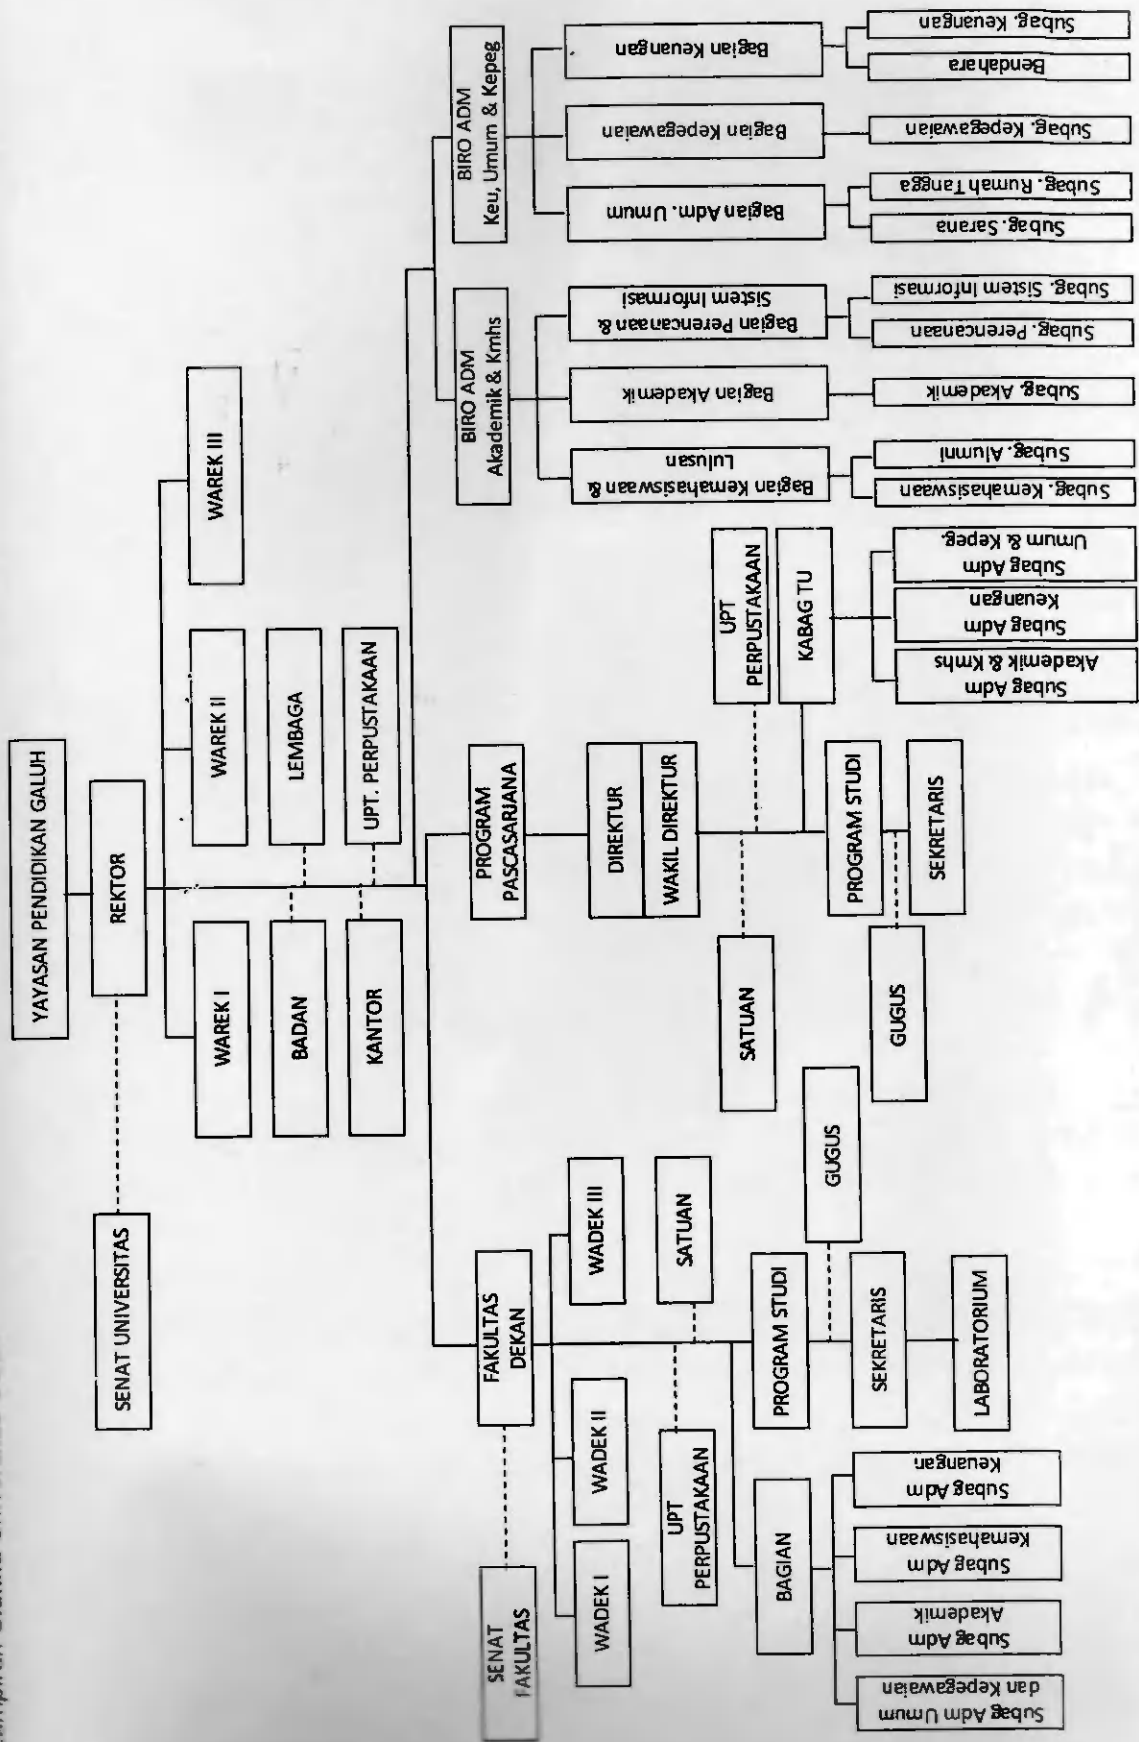 YAYASAN PENDIDIKAN GALUH
SENAT UNIVERSITAS
REKTOR
WAREK I
WAREK II
WAREK III
BADAN
LEMBAGA
KANTOR
UPT. PERPUSTAKAAN
SENAT
FAKULTAS
FAKULTAS
DEKAN
PROGRAM
PASCASARJANA
BIRO ADM
Akademik & Kmhs
BIRO ADM
Keu, Umum & Kepeg
WADEK I
WADEK II
WADEK III
DIREKTUR
WAKIL DIREKTUR
Bagian Kemahasiswaan &
Lulusan
Bagian Akademik
Bagian Perencanaan &
Sistem Informasi
Bagian Adm. Umum
Bagian Kepegawaian
Bagian Keuangan
UPT
PERPUSTAKAAN
SATUAN
SATUAN
UPT
PERPUSTAKAAN
BAGIAN
PROGRAM STUDI
GUGUS
KABAG TU
PROGRAM STUDI
Subag Adm Umum
dan Kepegawaian
Subag Adm
Akademik
Subag Adm
Kemahasiswaan
Subag Adm
Keuangan
SEKRETARIS
LABORATORIUM
GUGUS
SEKRETARIS
Subag Adm
Akademik & Kmhs
Subag Adm
Keuangan
Subag Adm
Umum & Kepeg.
Subag. Kemahasiswaan
Subag. Alumni
Subag. Akademik
Subag. Perencanaan
Subag. Sistem Informasi
Subag. Sarana
Subag. Rumah Tangga
Subag. Kepegawaian
Bendahara
Subag. Keuangan